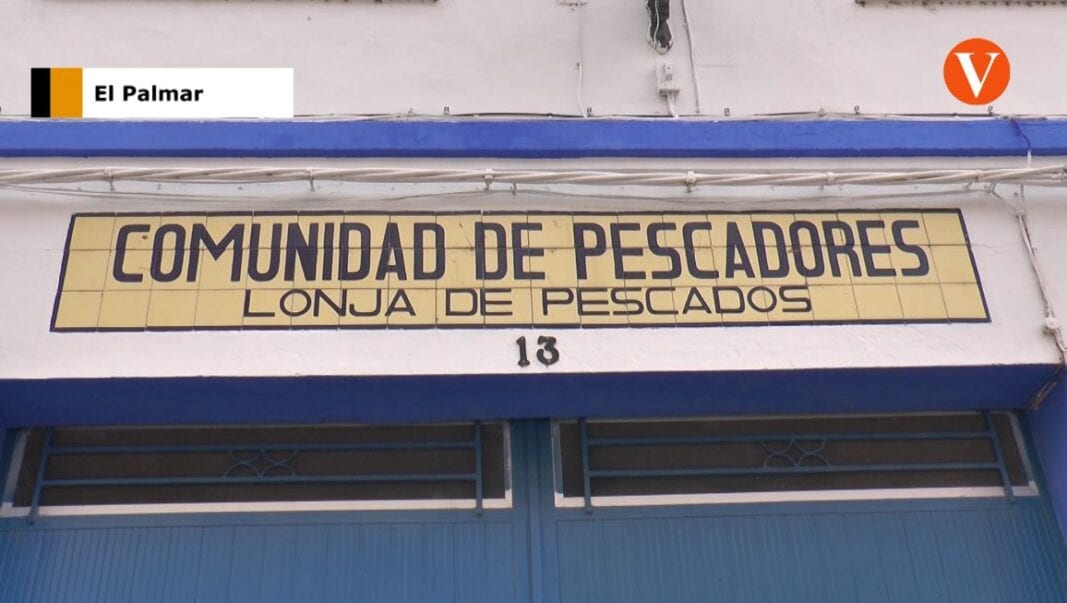 El Palmar
V
COMUNIDAD DE PESCADORES
LONJA DE PESCADOS
13